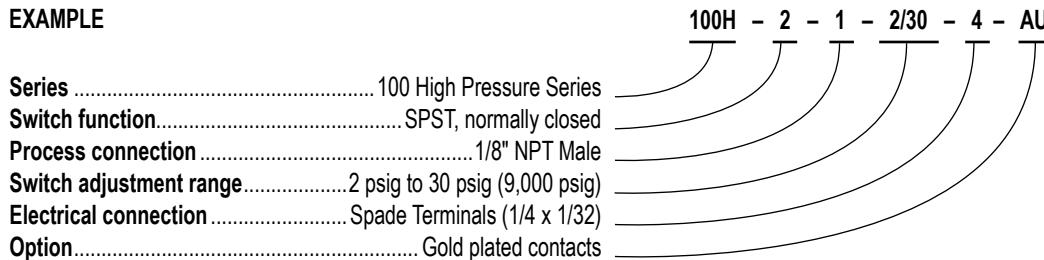 EXAMPLE 100H – 2 – 1 – 2/30 – 4 – AU
Series ....................................................... 100 High Pressure Series
Switch function............................................. SPST, normally closed
Process connection .................................................. 1/8" NPT Male
Switch adjustment range................... 2 psig to 30 psig (9,000 psig)
Electrical connection ......................... Spade Terminals (1/4 x 1/32)
Option............................................................... Gold plated contacts